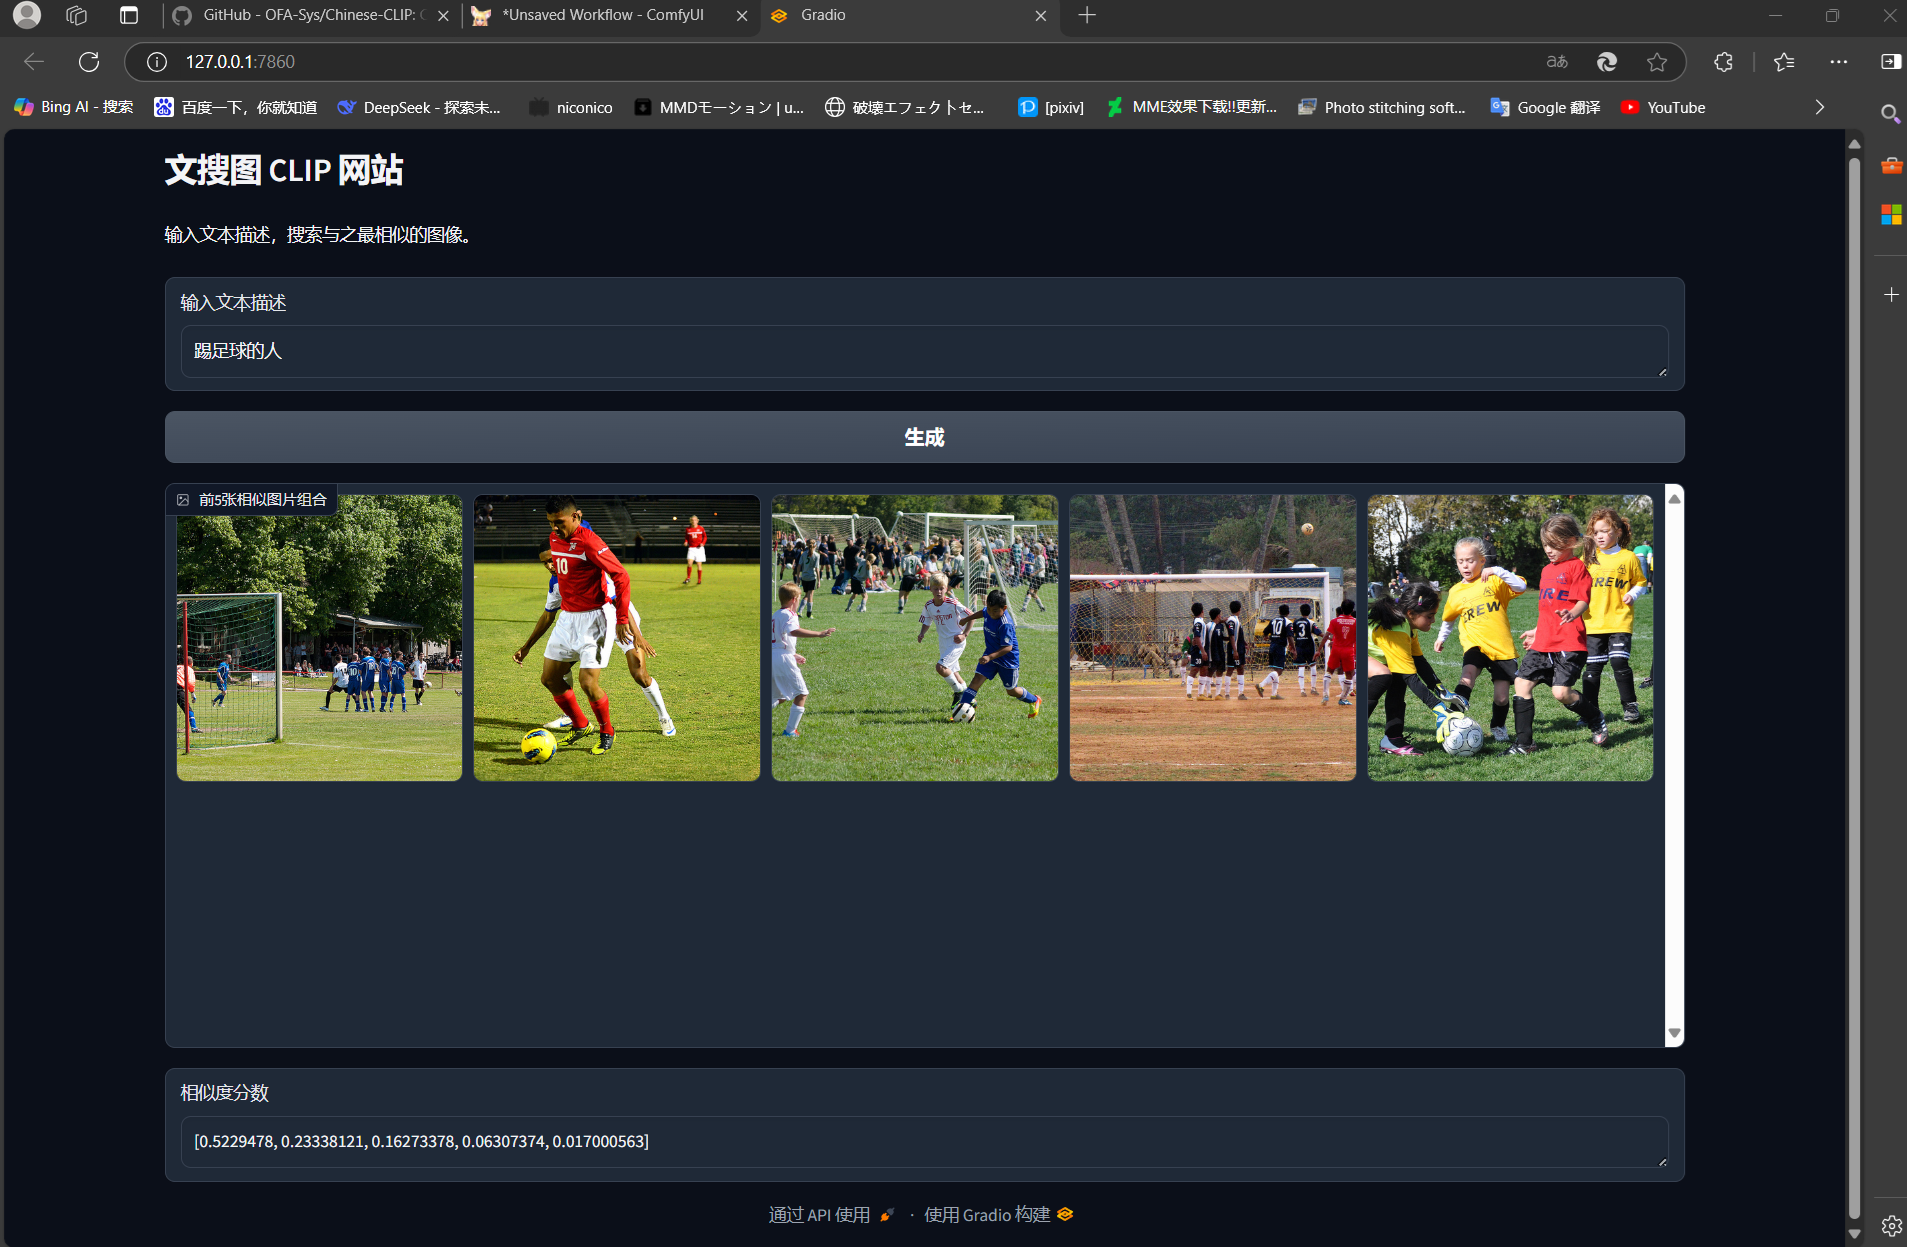 GitHub - OFA-Sys/Chinese-CLIP:
*Unsaved Workflow - ComfyUI
Gradio
127.0.0.1:7860
Bing AI - 搜索
百度一下，你就知道
DeepSeek - 探索未...
niconico
MMDモーション | u...
破壊エフェクトセ...
[pixiv]
MME效果下载!!更新...
Photo stitching soft...
Google 翻译
YouTube
文搜图 CLIP 网站
输入文本描述，搜索与之最相似的图像。
输入文本描述
踢足球的人
生成
前5张相似图片组合
10
10
3
CREW
FIRE
CREW
相似度分数
[0.5229478, 0.23338121, 0.16273378, 0.06307374, 0.017000563]
通过 API 使用 · 使用 Gradio 构建